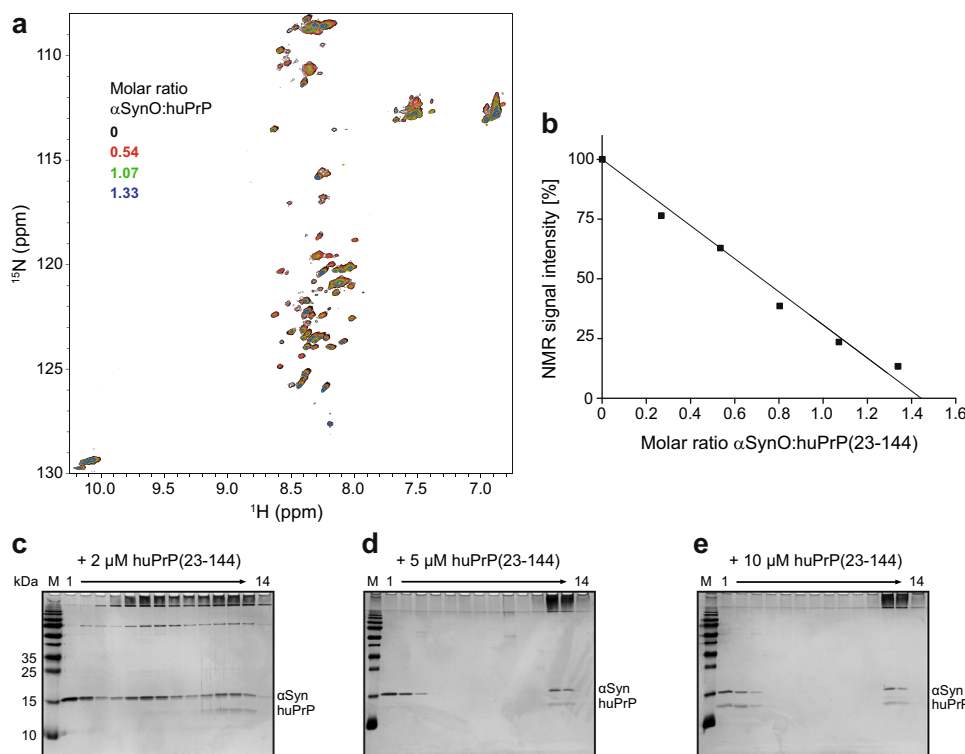 a
Molar ratio
αSynO:huPrP
0
0.54
1.07
1.33
110
115
120
125
130
¹⁵N (ppm)
10.0 9.5 9.0 8.5 8.0 7.5 7.0
¹H (ppm)
b
100
75
50
25
0
NMR signal intensity [%]
0 0.2 0.4 0.6 0.8 1.0 1.2 1.4 1.6
Molar ratio αSynO:huPrP(23-144)
c
+ 2 µM huPrP(23-144)
kDa M 1 14
35
25
15
10
αSyn
huPrP
d
+ 5 µM huPrP(23-144)
M 1 14
αSyn
huPrP
e
+ 10 µM huPrP(23-144)
M 1 14
αSyn
huPrP